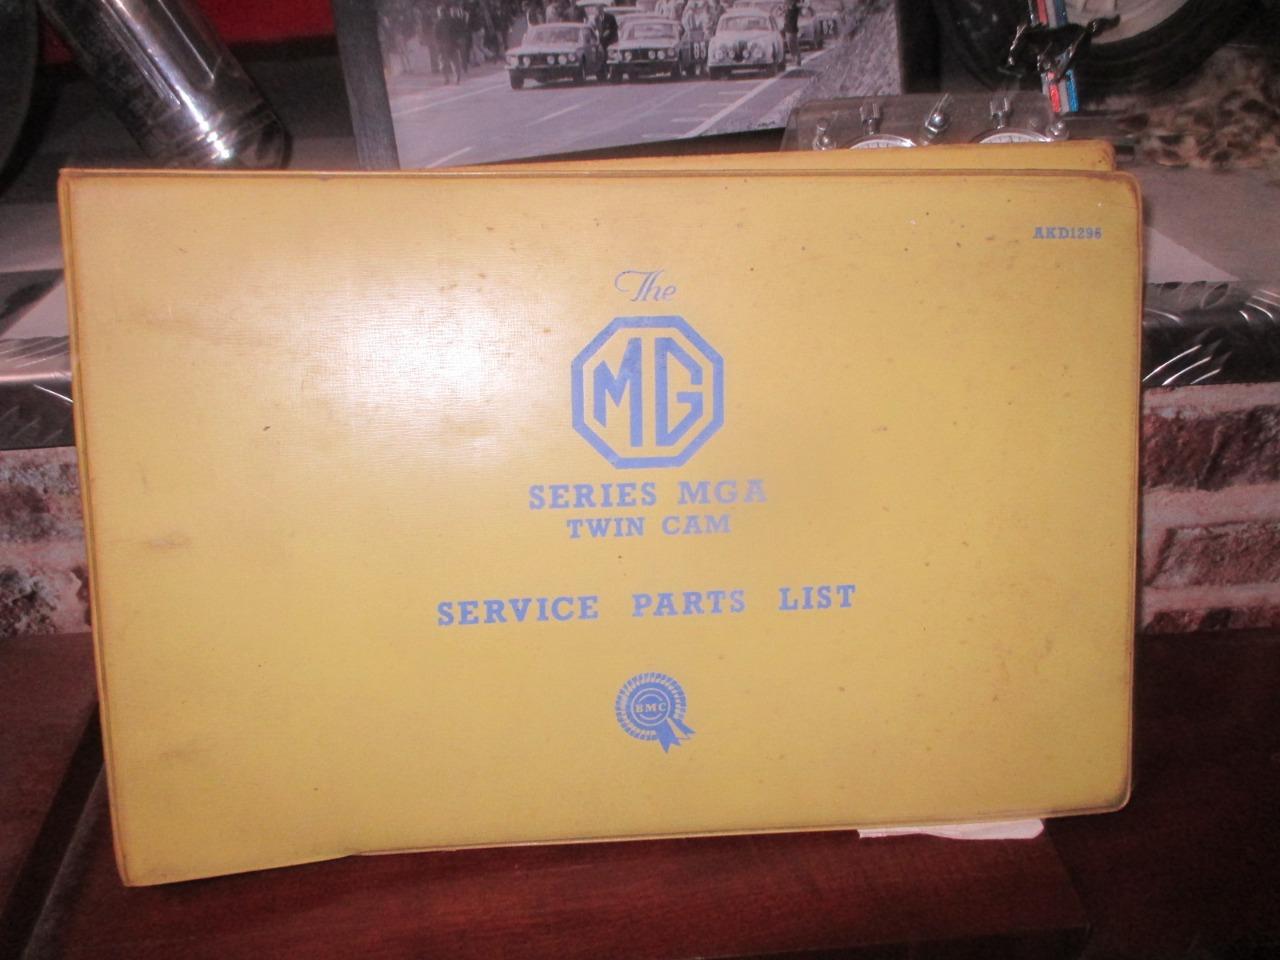 AKD1296
The
MG
SERIES MGA
TWIN CAM
SERVICE PARTS LIST
BMC